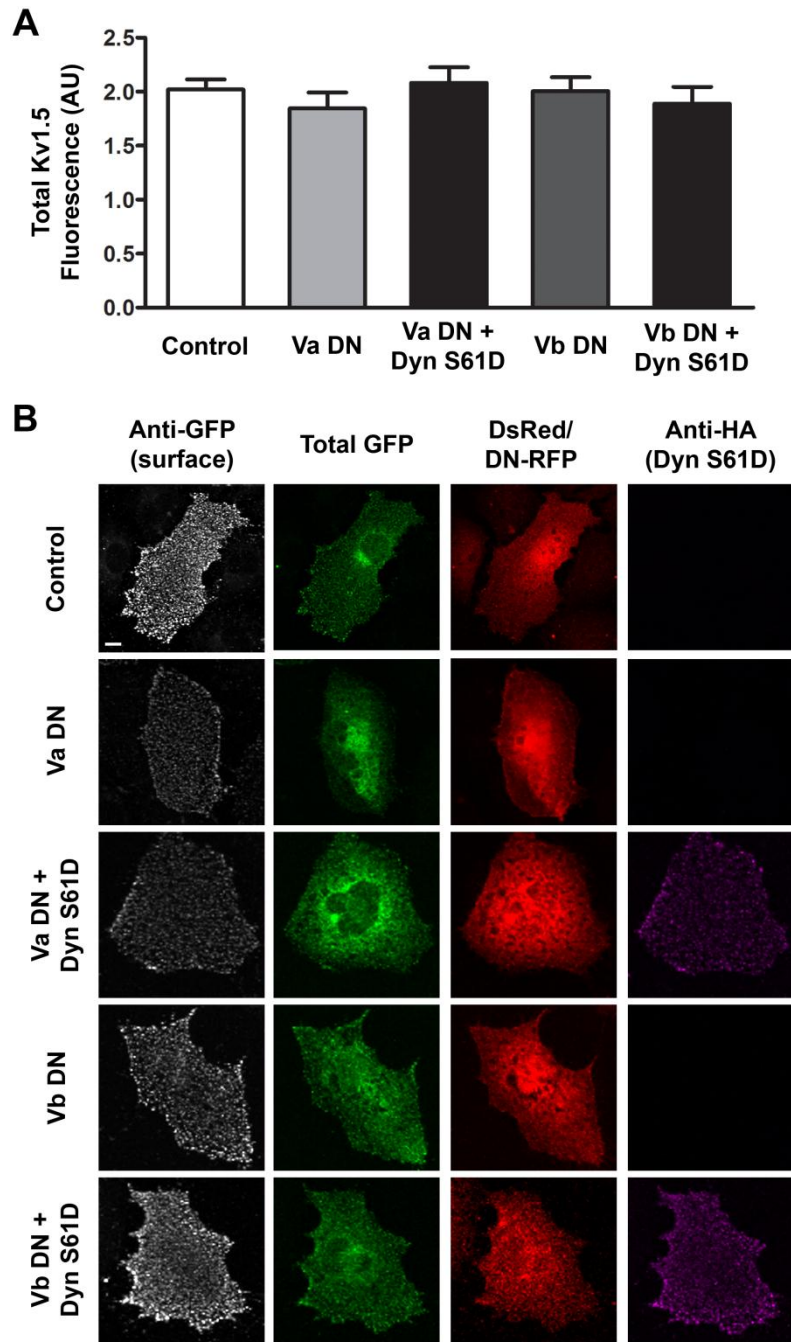 A
Total Kv1.5
Fluorescence (AU)
2.5
2.0
1.5
1.0
0.5
0.0
Control
Va DN
Va DN +
Dyn S61D
Vb DN
Vb DN +
Dyn S61D
B
Anti-GFP
(surface)
Total GFP
DsRed/
DN-RFP
Anti-HA
(Dyn S61D)
Control
Va DN
Va DN +
Dyn S61D
Vb DN
Vb DN +
Dyn S61D